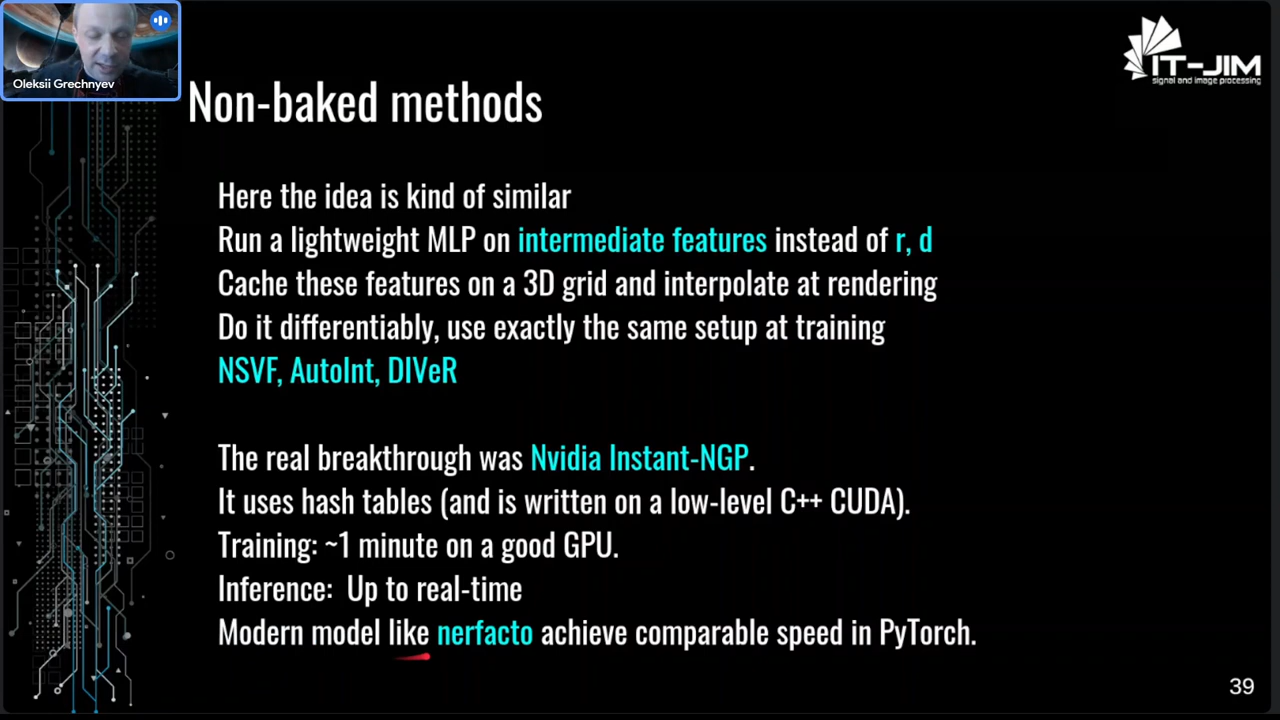 Oleksii Grechnyev
IT-JIM
signal and image processing
Non-baked methods
Here the idea is kind of similar
Run a lightweight MLP on intermediate features instead of r, d
Cache these features on a 3D grid and interpolate at rendering
Do it differentiably, use exactly the same setup at training
NSVF, AutoInt, DIVeR
The real breakthrough was Nvidia Instant-NGP.
It uses hash tables (and is written on a low-level C++ CUDA).
Training: ~1 minute on a good GPU.
Inference: Up to real-time
Modern model like nerfacto achieve comparable speed in PyTorch.
39